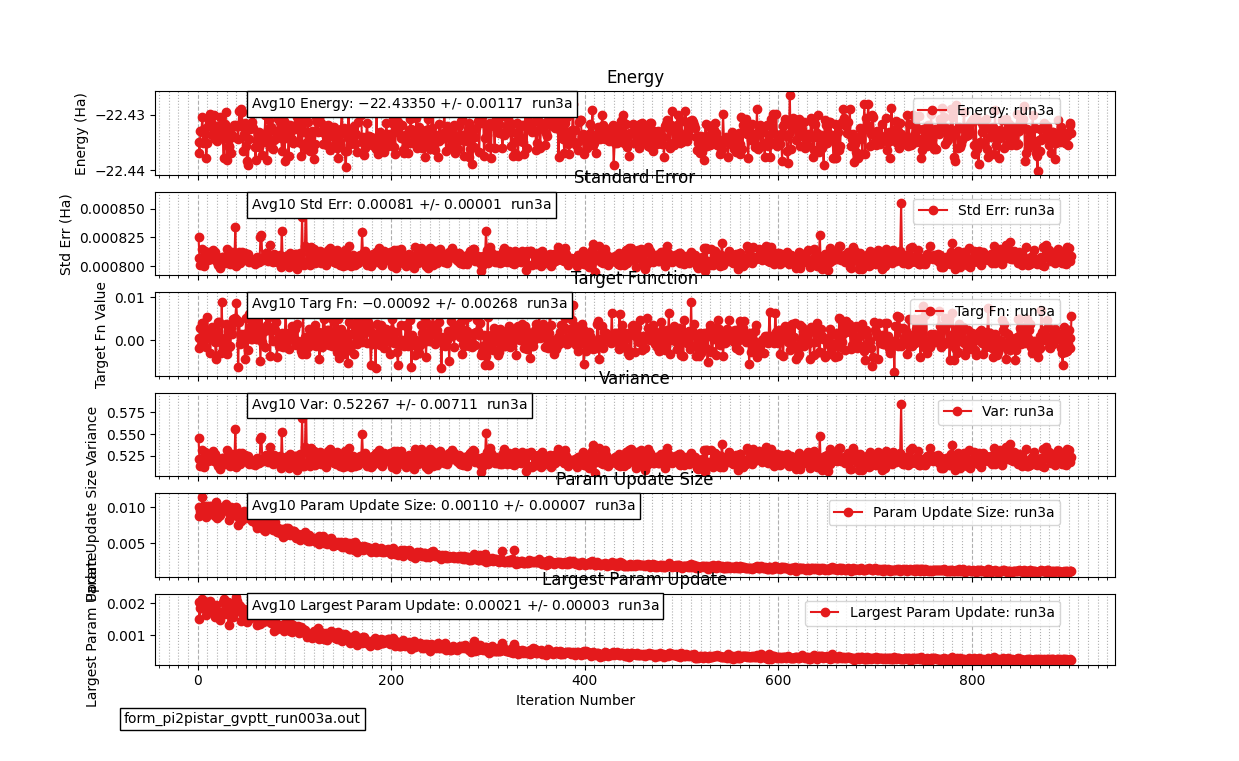 Energy
Energy (Ha)
−22.43
−22.44
Avg10 Energy: −22.43350 +/- 0.00117 run3a
Energy: run3a
Standard Error
Std Err (Ha)
0.000850
0.000825
0.000800
Avg10 Std Err: 0.00081 +/- 0.00001 run3a
Std Err: run3a
Target Function
Target Fn Value
0.01
0.00
Avg10 Targ Fn: −0.00092 +/- 0.00268 run3a
Targ Fn: run3a
Variance
Variance
0.575
0.550
0.525
Avg10 Var: 0.52267 +/- 0.00711 run3a
Var: run3a
Param Update Size
Param Update Size
0.010
0.005
Avg10 Param Update Size: 0.00110 +/- 0.00007 run3a
Param Update Size: run3a
Largest Param Update
Largest Param Update
0.002
0.001
Avg10 Largest Param Update: 0.00021 +/- 0.00003 run3a
Largest Param Update: run3a
0 200 400 600 800
Iteration Number
form_pi2pistar_gvptt_run003a.out